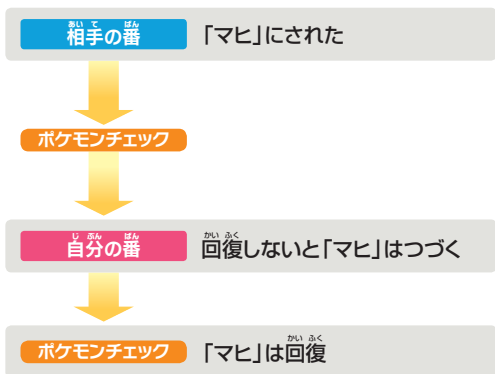 相手の番 「マヒ」にされた
ポケモンチェック
自分の番 回復しないと「マヒ」はつづく
ポケモンチェック 「マヒ」は回復